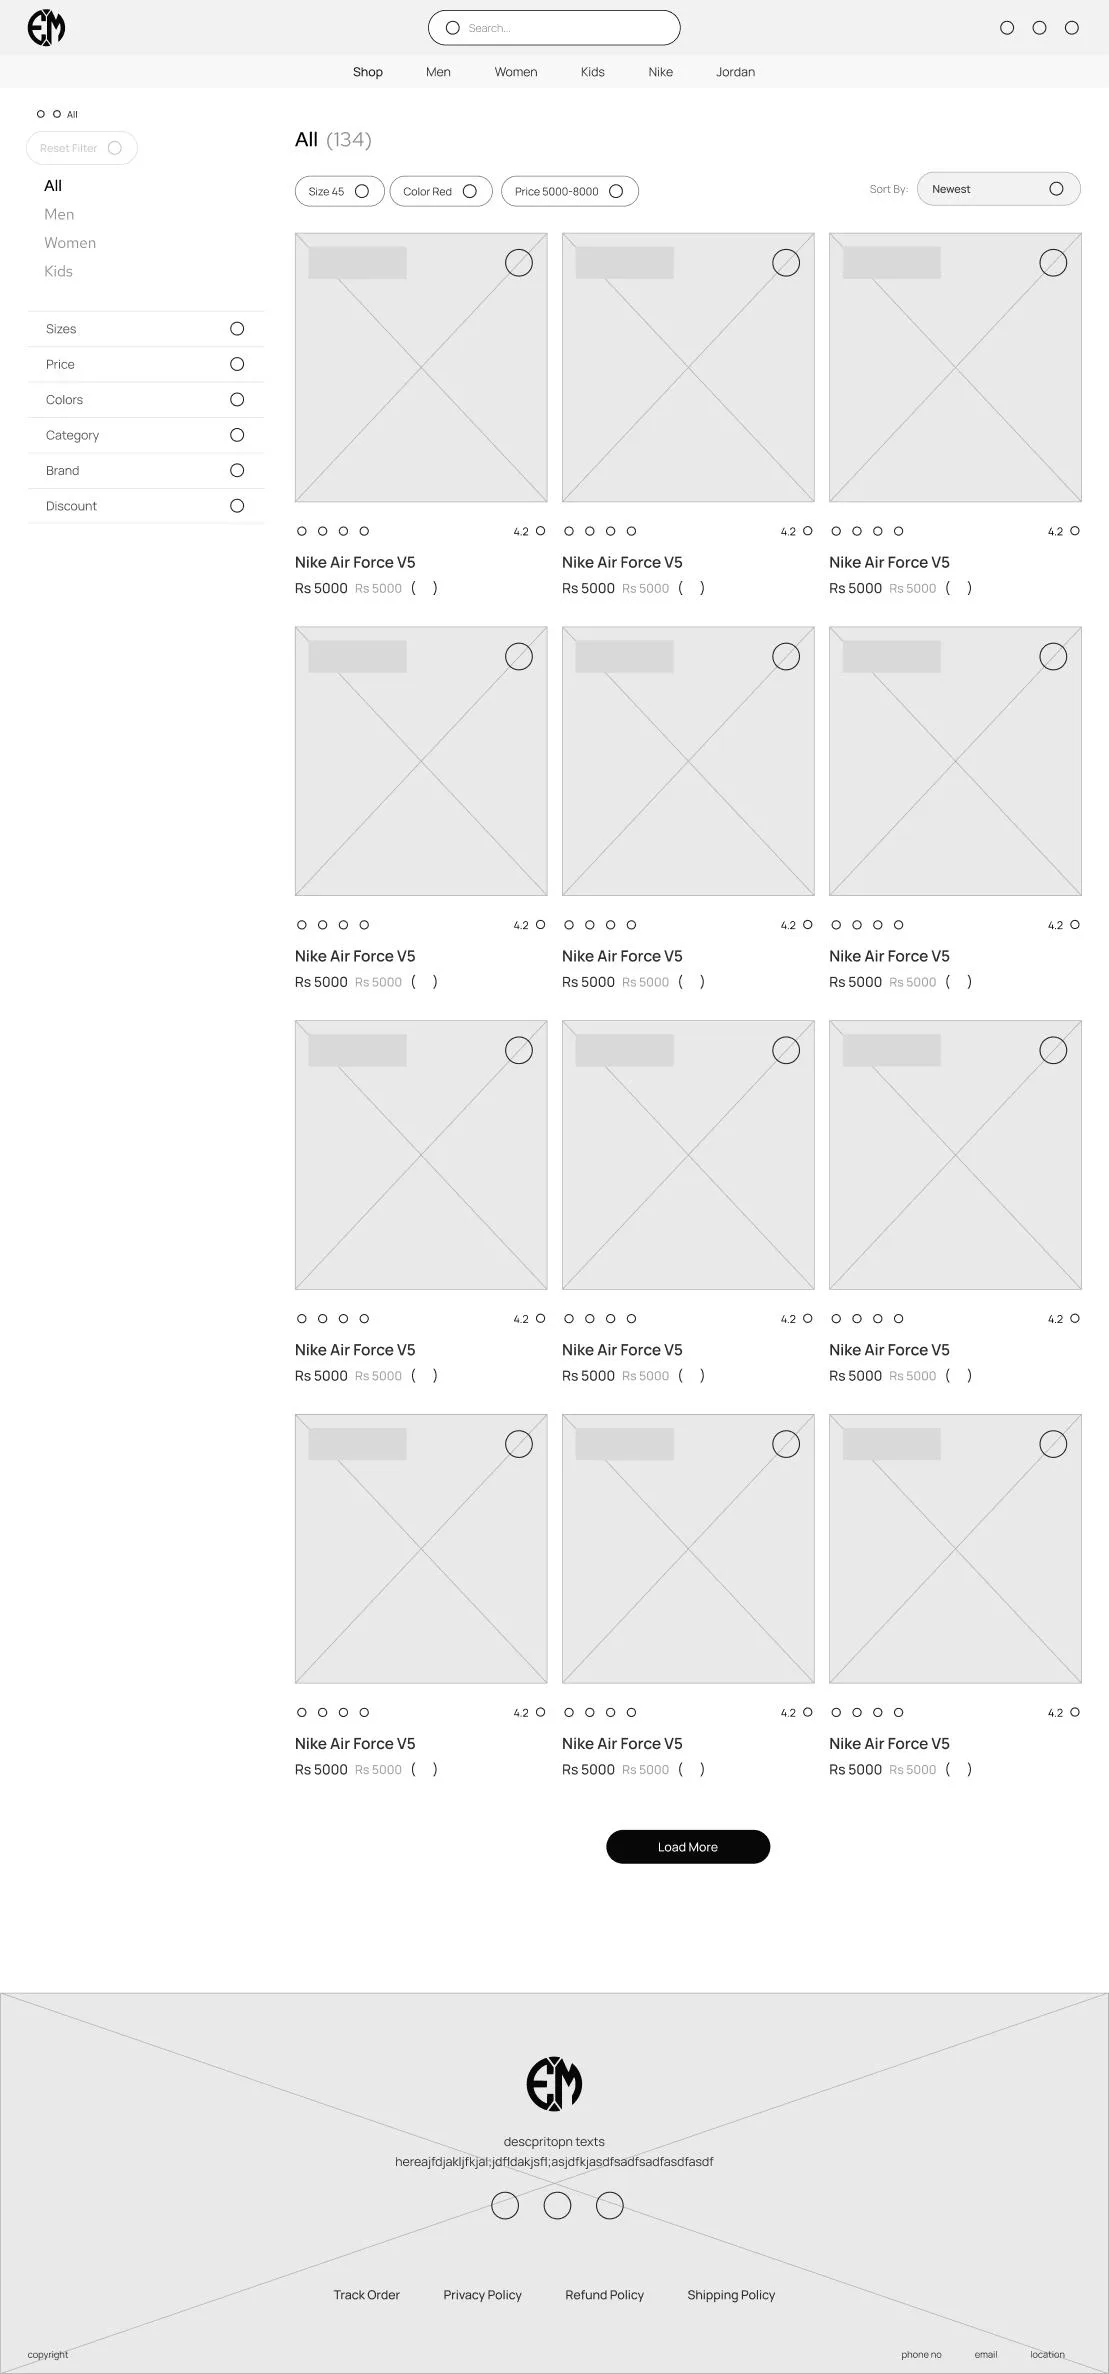 EM
Search...
Shop Men Women Kids Nike Jordan
All
Reset Filter
All
Men
Women
Kids
Sizes
Price
Colors
Category
Brand
Discount
All (134)
Size 45 Color Red Price 5000-8000
Sort By: Newest
4.2 4.2 4.2
Nike Air Force V5 Nike Air Force V5 Nike Air Force V5
Rs 5000 Rs 5000 ( ) Rs 5000 Rs 5000 ( ) Rs 5000 Rs 5000 ( )
4.2 4.2 4.2
Nike Air Force V5 Nike Air Force V5 Nike Air Force V5
Rs 5000 Rs 5000 ( ) Rs 5000 Rs 5000 ( ) Rs 5000 Rs 5000 ( )
4.2 4.2 4.2
Nike Air Force V5 Nike Air Force V5 Nike Air Force V5
Rs 5000 Rs 5000 ( ) Rs 5000 Rs 5000 ( ) Rs 5000 Rs 5000 ( )
4.2 4.2 4.2
Nike Air Force V5 Nike Air Force V5 Nike Air Force V5
Rs 5000 Rs 5000 ( ) Rs 5000 Rs 5000 ( ) Rs 5000 Rs 5000 ( )
Load More
EM
descpritopn texts
Track Order Privacy Policy Refund Policy Shipping Policy
copyright phone no email location